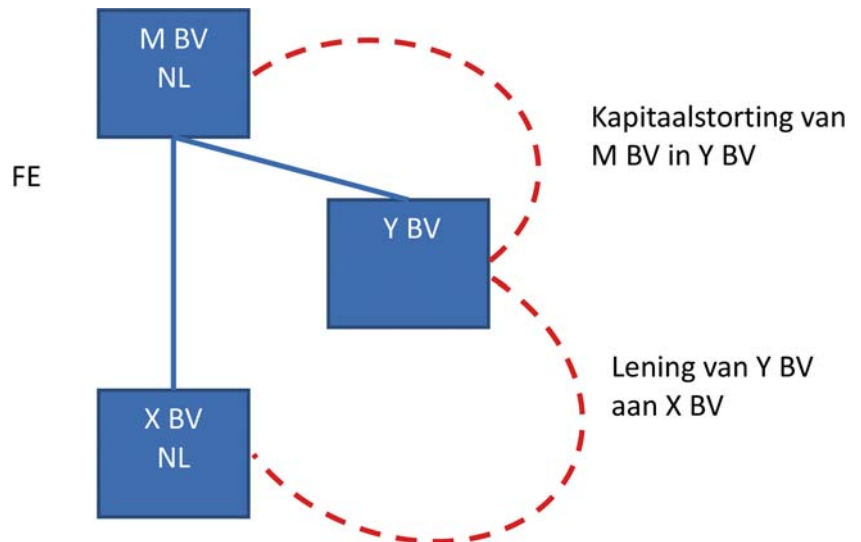 M BV
NL
Kapitaalstorting van
M BV in Y BV
FE
Y BV
Lening van Y BV
aan X BV
X BV
NL